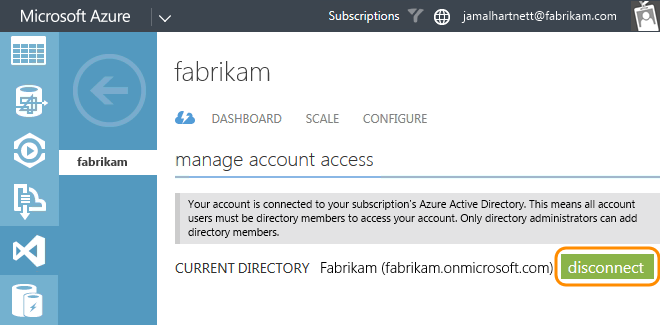 Microsoft Azure
Subscriptions
jamalhartnett@fabrikam.com
fabrikam
DASHBOARD SCALE CONFIGURE
fabrikam
manage account access
Your account is connected to your subscription's Azure Active Directory. This means all account
users must be directory members to access your account. Only directory administrators can add
directory members.
CURRENT DIRECTORY Fabrikam (fabrikam.onmicrosoft.com) disconnect